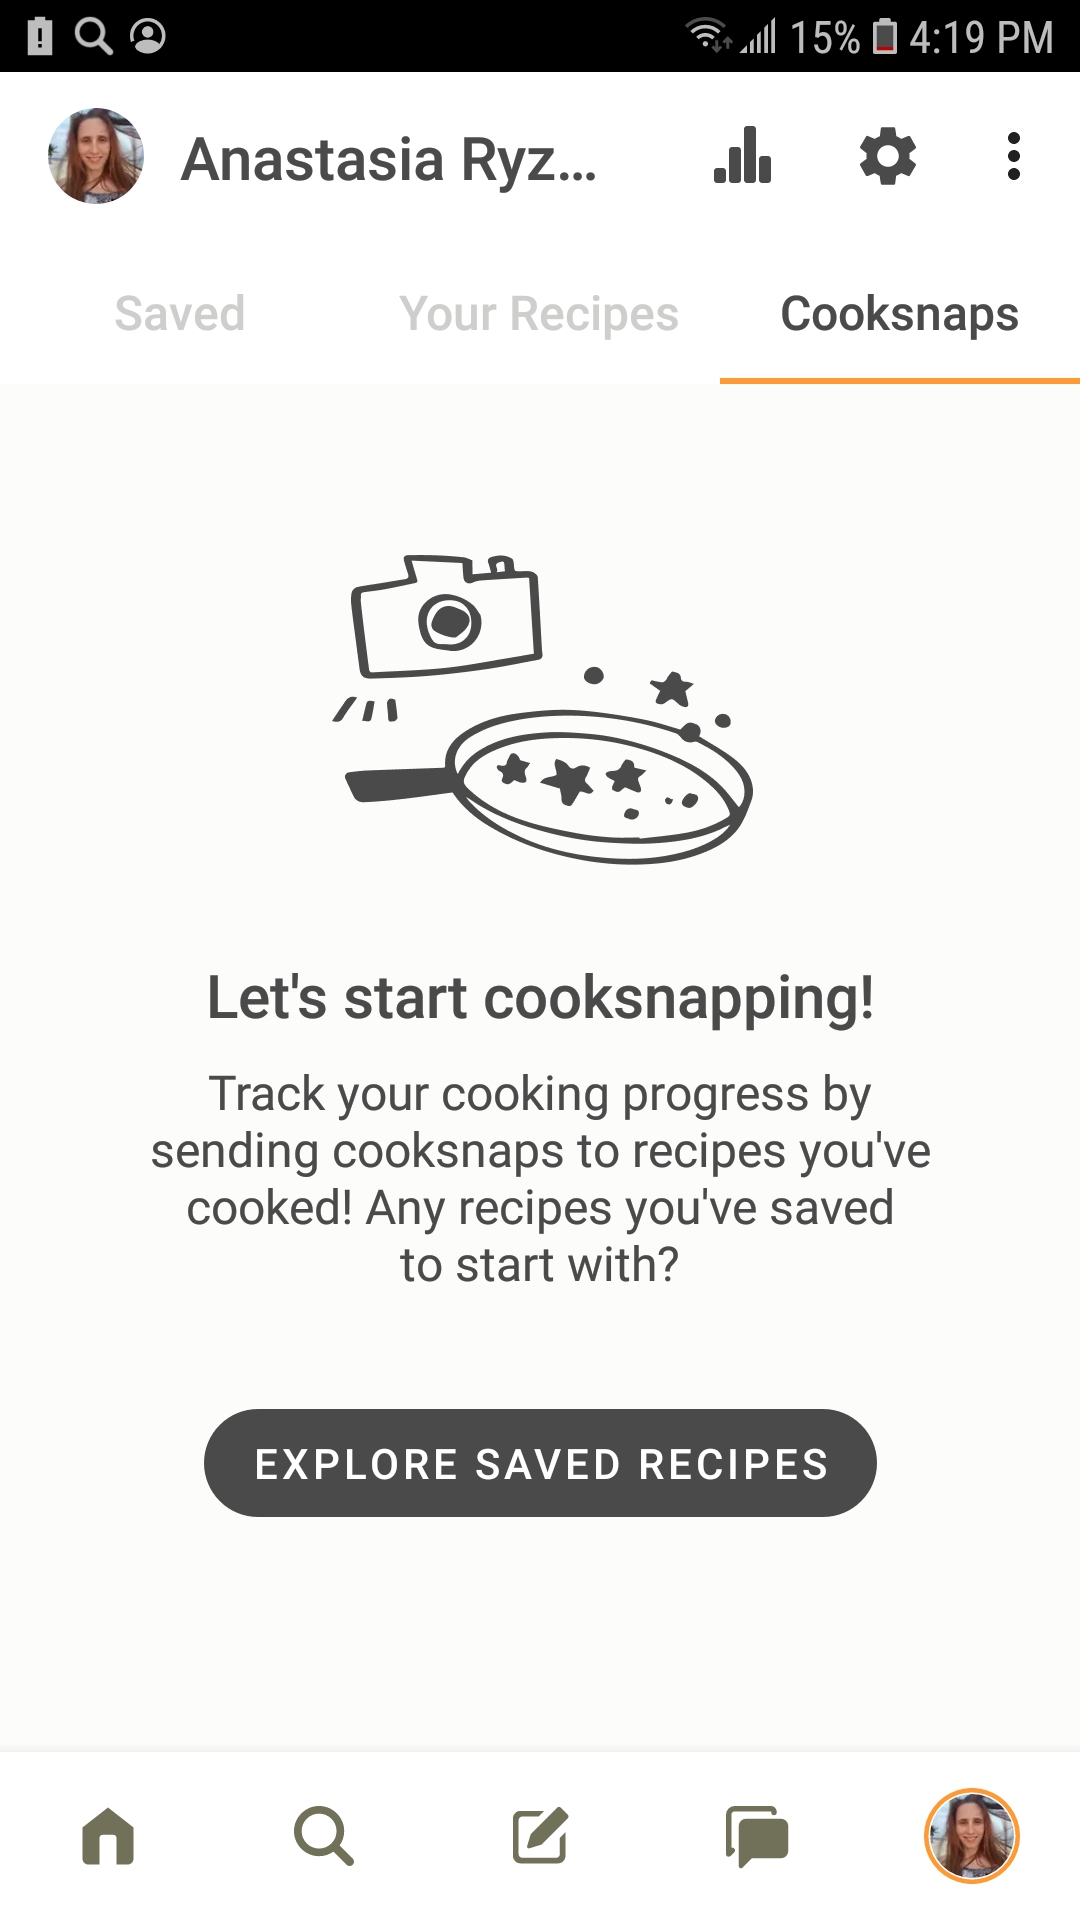 15% 4:19 PM
Anastasia Ryz...
Saved Your Recipes Cooksnaps
Let's start cooksnapping!
Track your cooking progress by
sending cooksnaps to recipes you've
cooked! Any recipes you've saved
to start with?
EXPLORE SAVED RECIPES